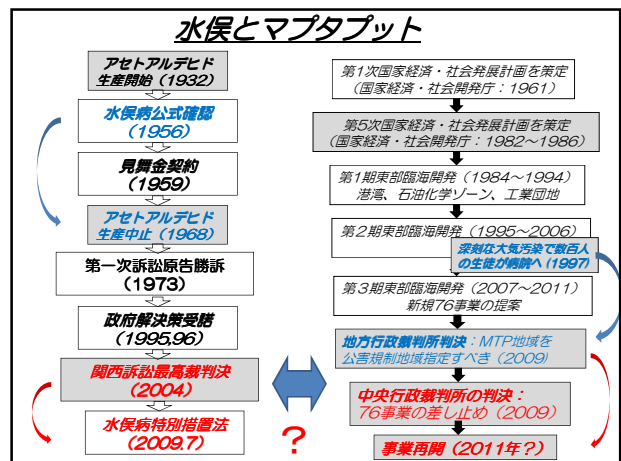 水俣とマプタプット
アセトアルデヒド
生産開始（1932）
水俣病公式確認
（1956）
見舞金契約
（1959）
アセトアルデヒド
生産中止（1968）
第一次訴訟原告勝訴
（1973）
政府解決策受諾
（1995,96）
関西訴訟最高裁判決
（2004）
水俣病特別措置法
（2009.7）
？
第1次国家経済・社会発展計画を策定
（国家経済・社会開発庁：1961）
第5次国家経済・社会発展計画を策定
（国家経済・社会開発庁：1982～1986）
第1期東部臨海開発（1984～1994）
港湾、石油化学ゾーン、工業団地
第２期東部臨海開発（1995～2006）
深刻な大気汚染で数百人
の生徒が病院へ（1997）
第３期東部臨海開発（2007～2011）
新規76事業の提案
地方行政裁判所判決：MTP地域を
公害規制地域指定すべき（2009）
中央行政裁判所の判決：
76事業の差し止め（2009）
事業再開（2011年？）